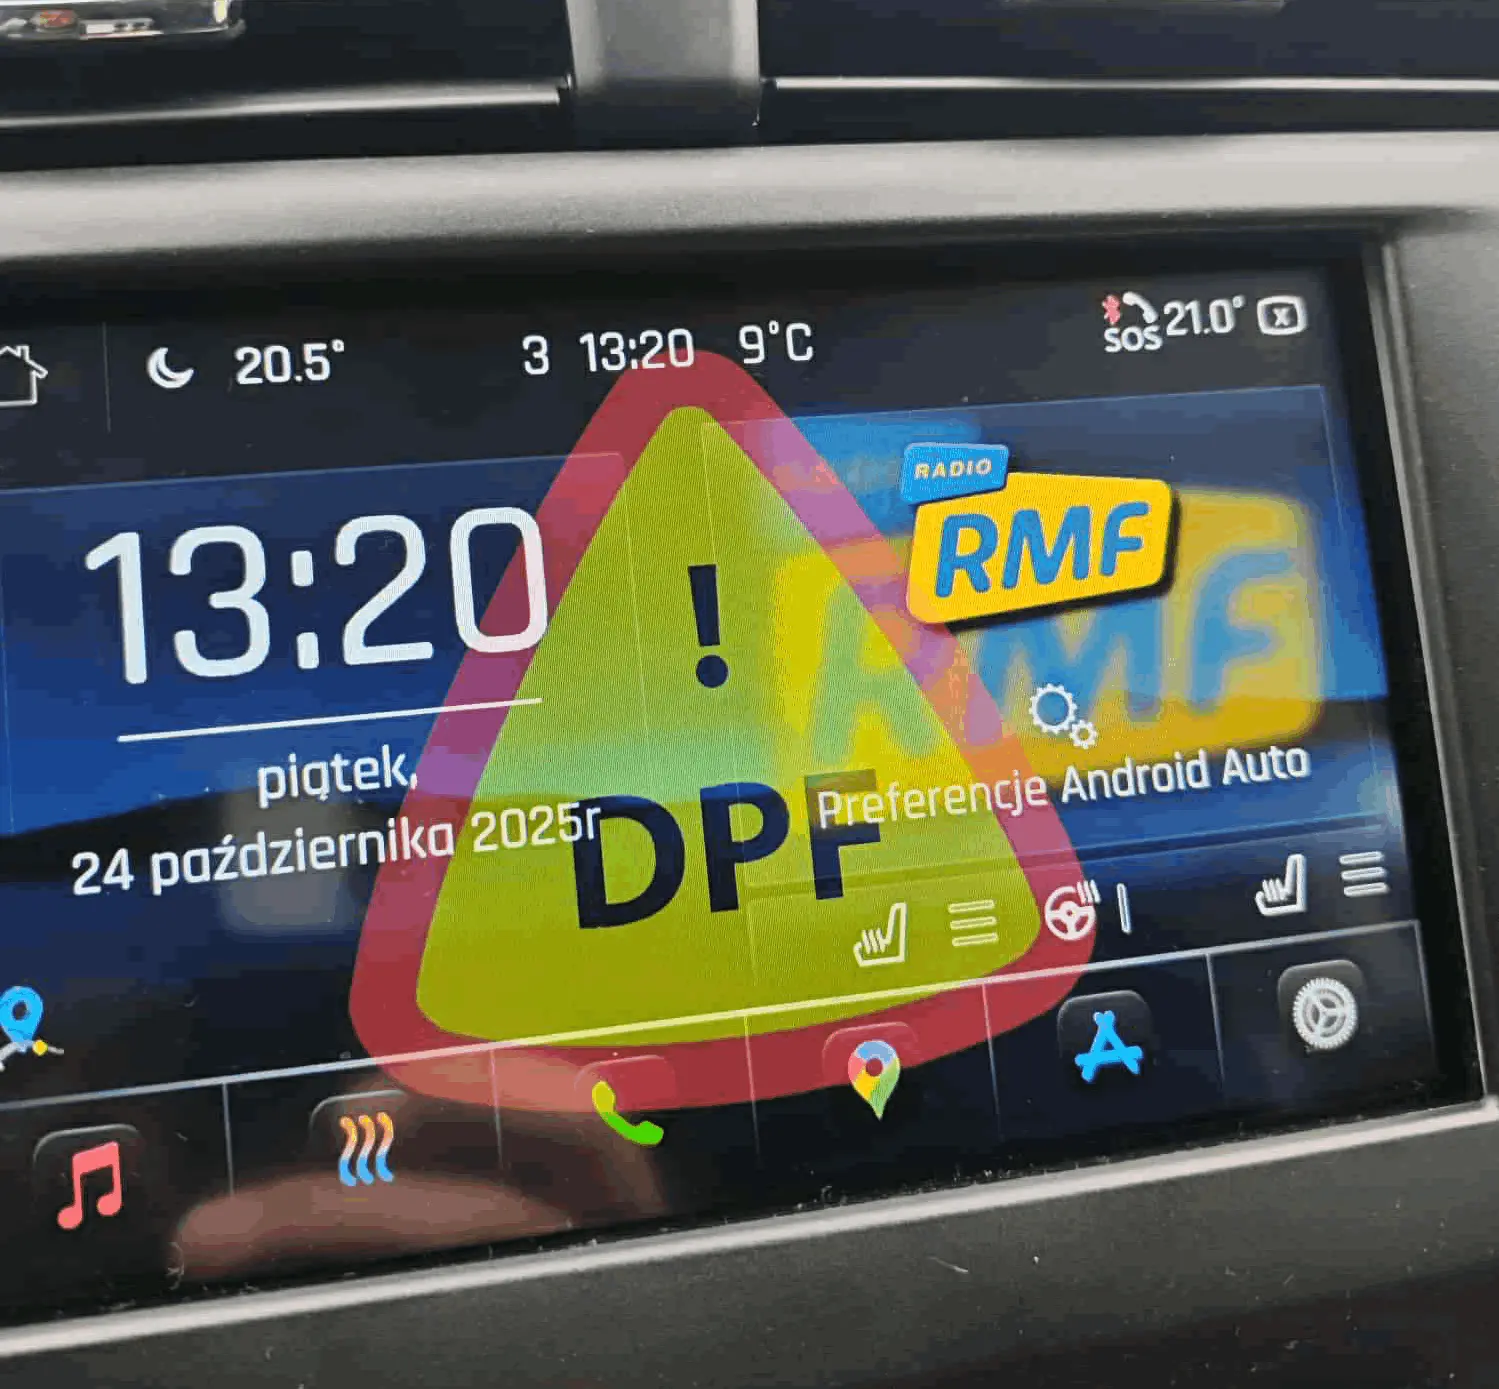 20.5°
3 13:20 9°C
SOS 21.0° x
13:20
RADIO
RMF
RMF
!
piątek,
24 października 2025r
DPF
Preferencje Android Auto